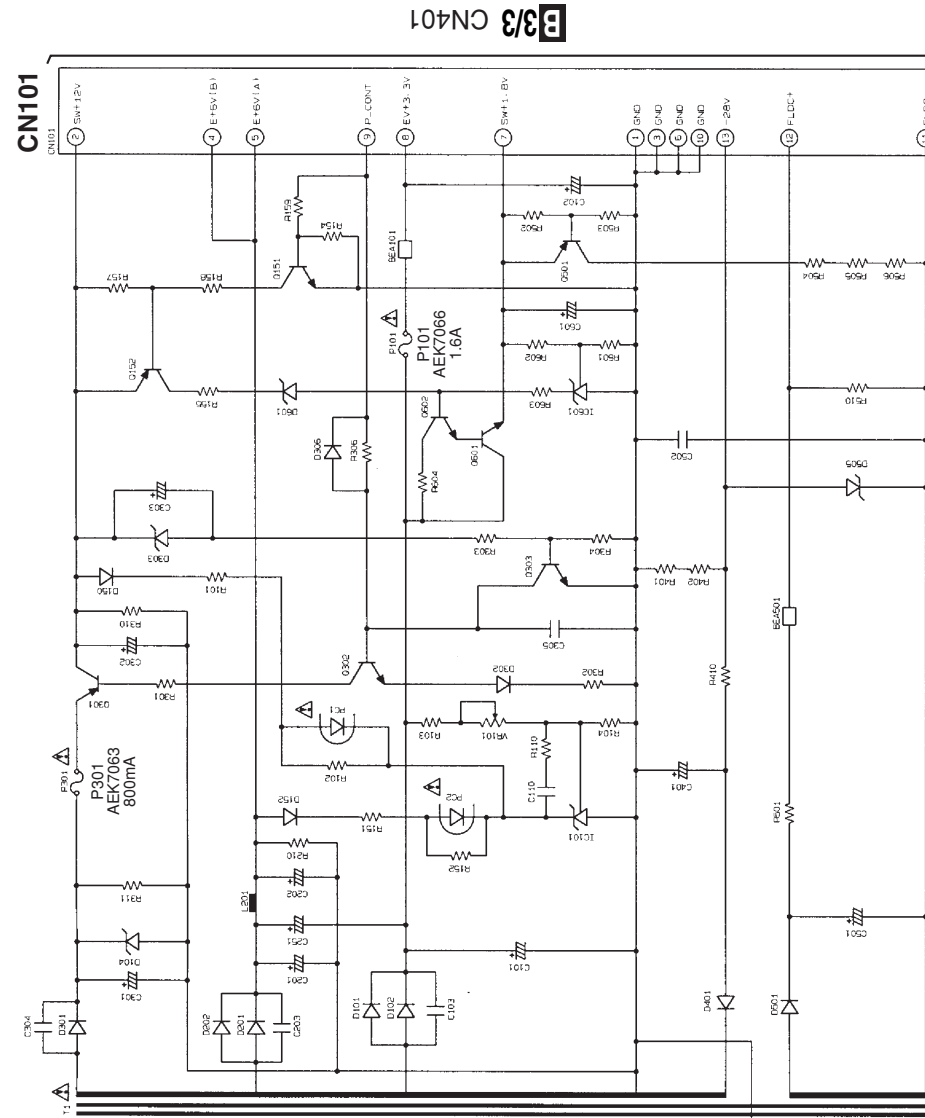 B 3/3 CN401
CN101
CN101
2 SW+12V
4 E+6V(B)
5 E+6V(A)
9 P_CONT
8 EV+3.3V
7 SW+1.8V
1 GND
3 GND
6 GND
10 GND
13 -28V
12 FLDC+
R159
R154
BEA101
C102
R502
R503
R157
R158
Q151
Q501
R504
R505
R506
P101
P101
AEK7066
1.6A
C601
R602
R601
Q152
R155
D601
Q602
R603
IC601
R510
D306
R306
Q601
C502
R604
D505
C303
D303
R303
Q303
R304
R401
R402
D150
R101
R310
C302
C305
BEA501
Q301
R301
Q302
D302
R302
R410
P301
P301
AEK7063
800mA
PC1
R102
R103
VR101
R110
R104
C110
C401
D152
R151
PC2
IC101
R501
R210
R152
R311
L201
C202
D104
C251
C301
C201
C101
C501
C304
D301
D202
D201
C203
D101
D102
C103
D401
D501
T1